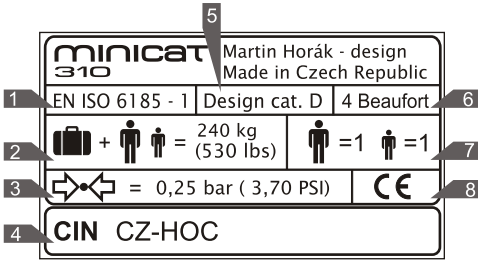 5
minicat
310
Martin Horák - design
Made in Czech Republic
1
EN ISO 6185 - 1
Design cat. D
4 Beaufort
6
2
+ = 240 kg
(530 lbs)
=1 =1
7
3
= 0,25 bar ( 3,70 PSI)
CE
8
4
CIN CZ-HOC